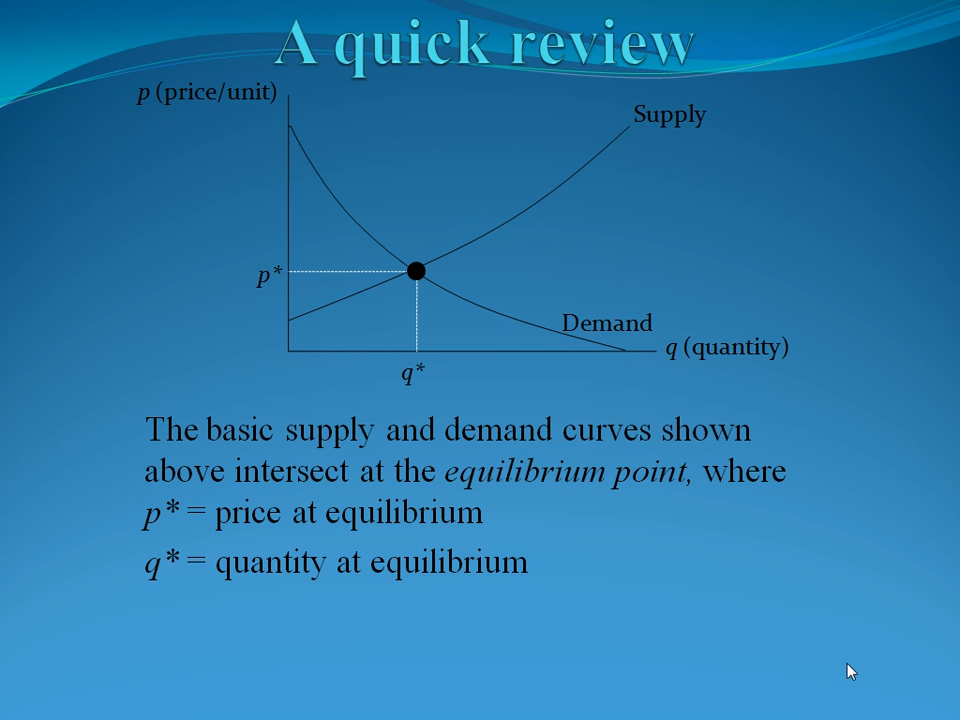 A quick review
p (price/unit)
Supply
p*
Demand
q (quantity)
q*
The basic supply and demand curves shown
above intersect at the equilibrium point, where
p* = price at equilibrium
q* = quantity at equilibrium